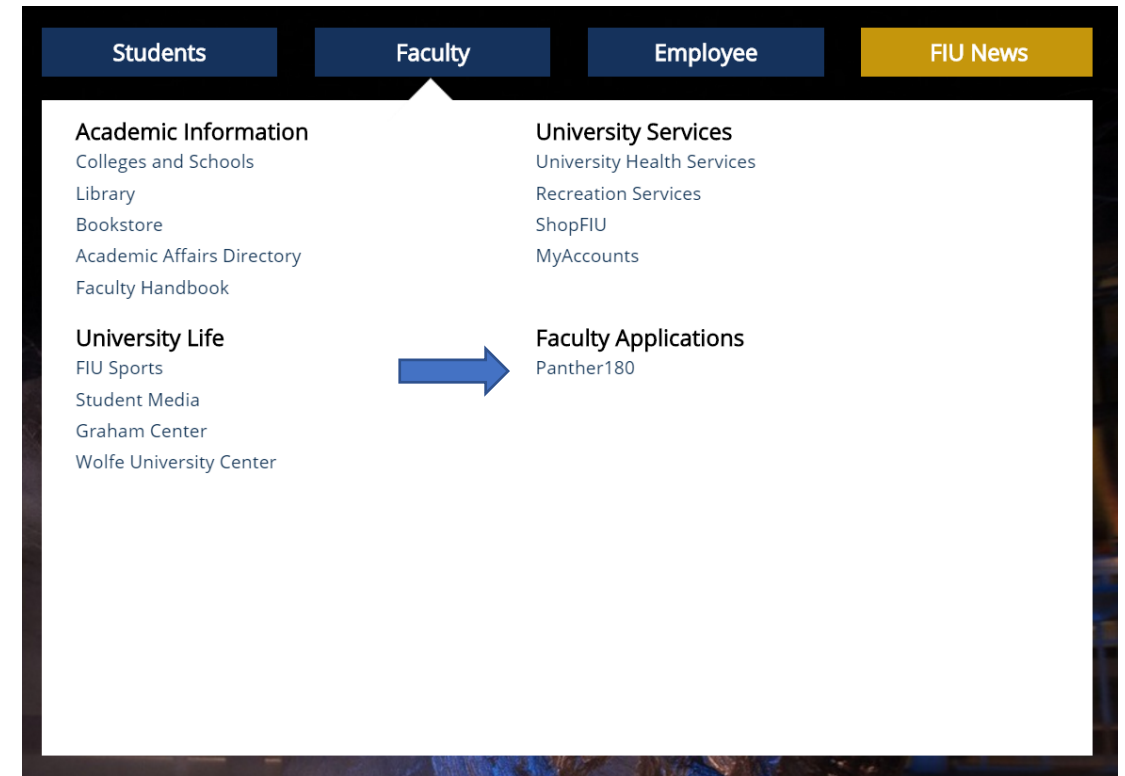 Students
Faculty
Employee
FIU News
Academic Information
Colleges and Schools
Library
Bookstore
Academic Affairs Directory
Faculty Handbook
University Services
University Health Services
Recreation Services
ShopFIU
MyAccounts
University Life
FIU Sports
Student Media
Graham Center
Wolfe University Center
Faculty Applications
Panther180